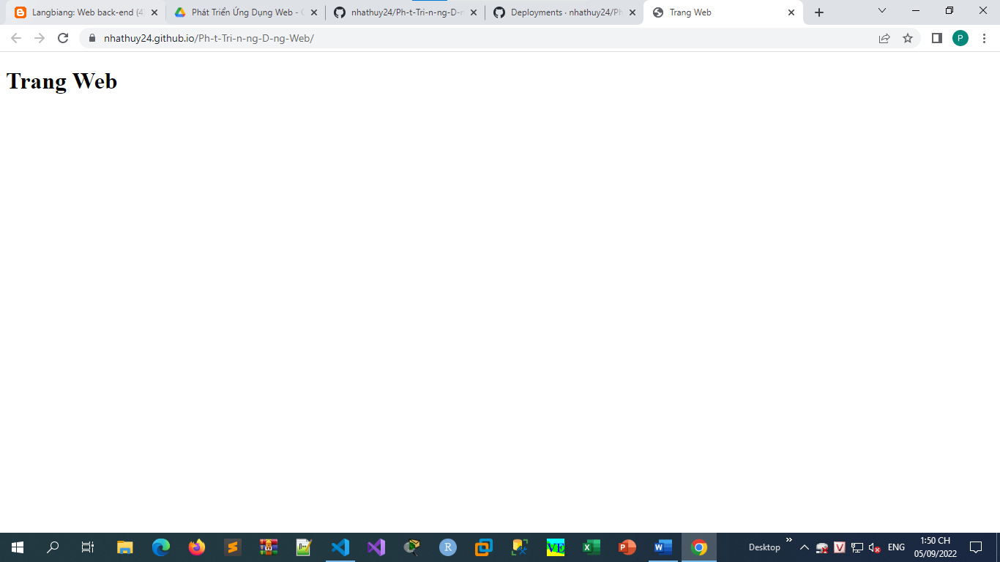 Langbiang: Web back-end (4)
Phát Triển Ứng Dụng Web - G
nhathuy24/Ph-t-Tri-n-ng-D-n
Deployments · nhathuy24/Ph
Trang Web
nhathuy24.github.io/Ph-t-Tri-n-ng-D-ng-Web/
P
Trang Web
Desktop
ENG
1:50 CH
05/09/2022